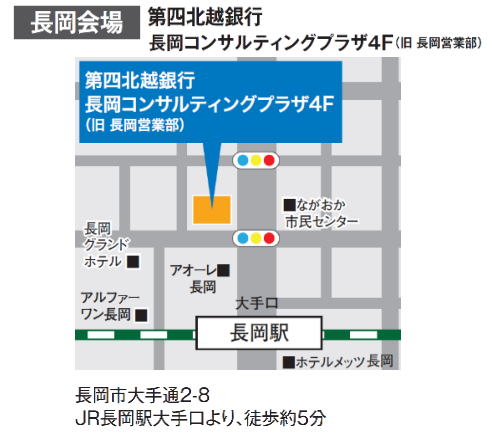 長岡会場
第四北越銀行
長岡コンサルティングプラザ4F(旧 長岡営業部)
第四北越銀行
長岡コンサルティングプラザ4F
(旧 長岡営業部)
ながおか
市民センター
長岡
グランド
ホテル
アオーレ
長岡
アルファー
ワン長岡
大手口
長岡駅
ホテルメッツ 長岡
長岡市大手通2-8
JR長岡駅大手口より、徒歩約5分